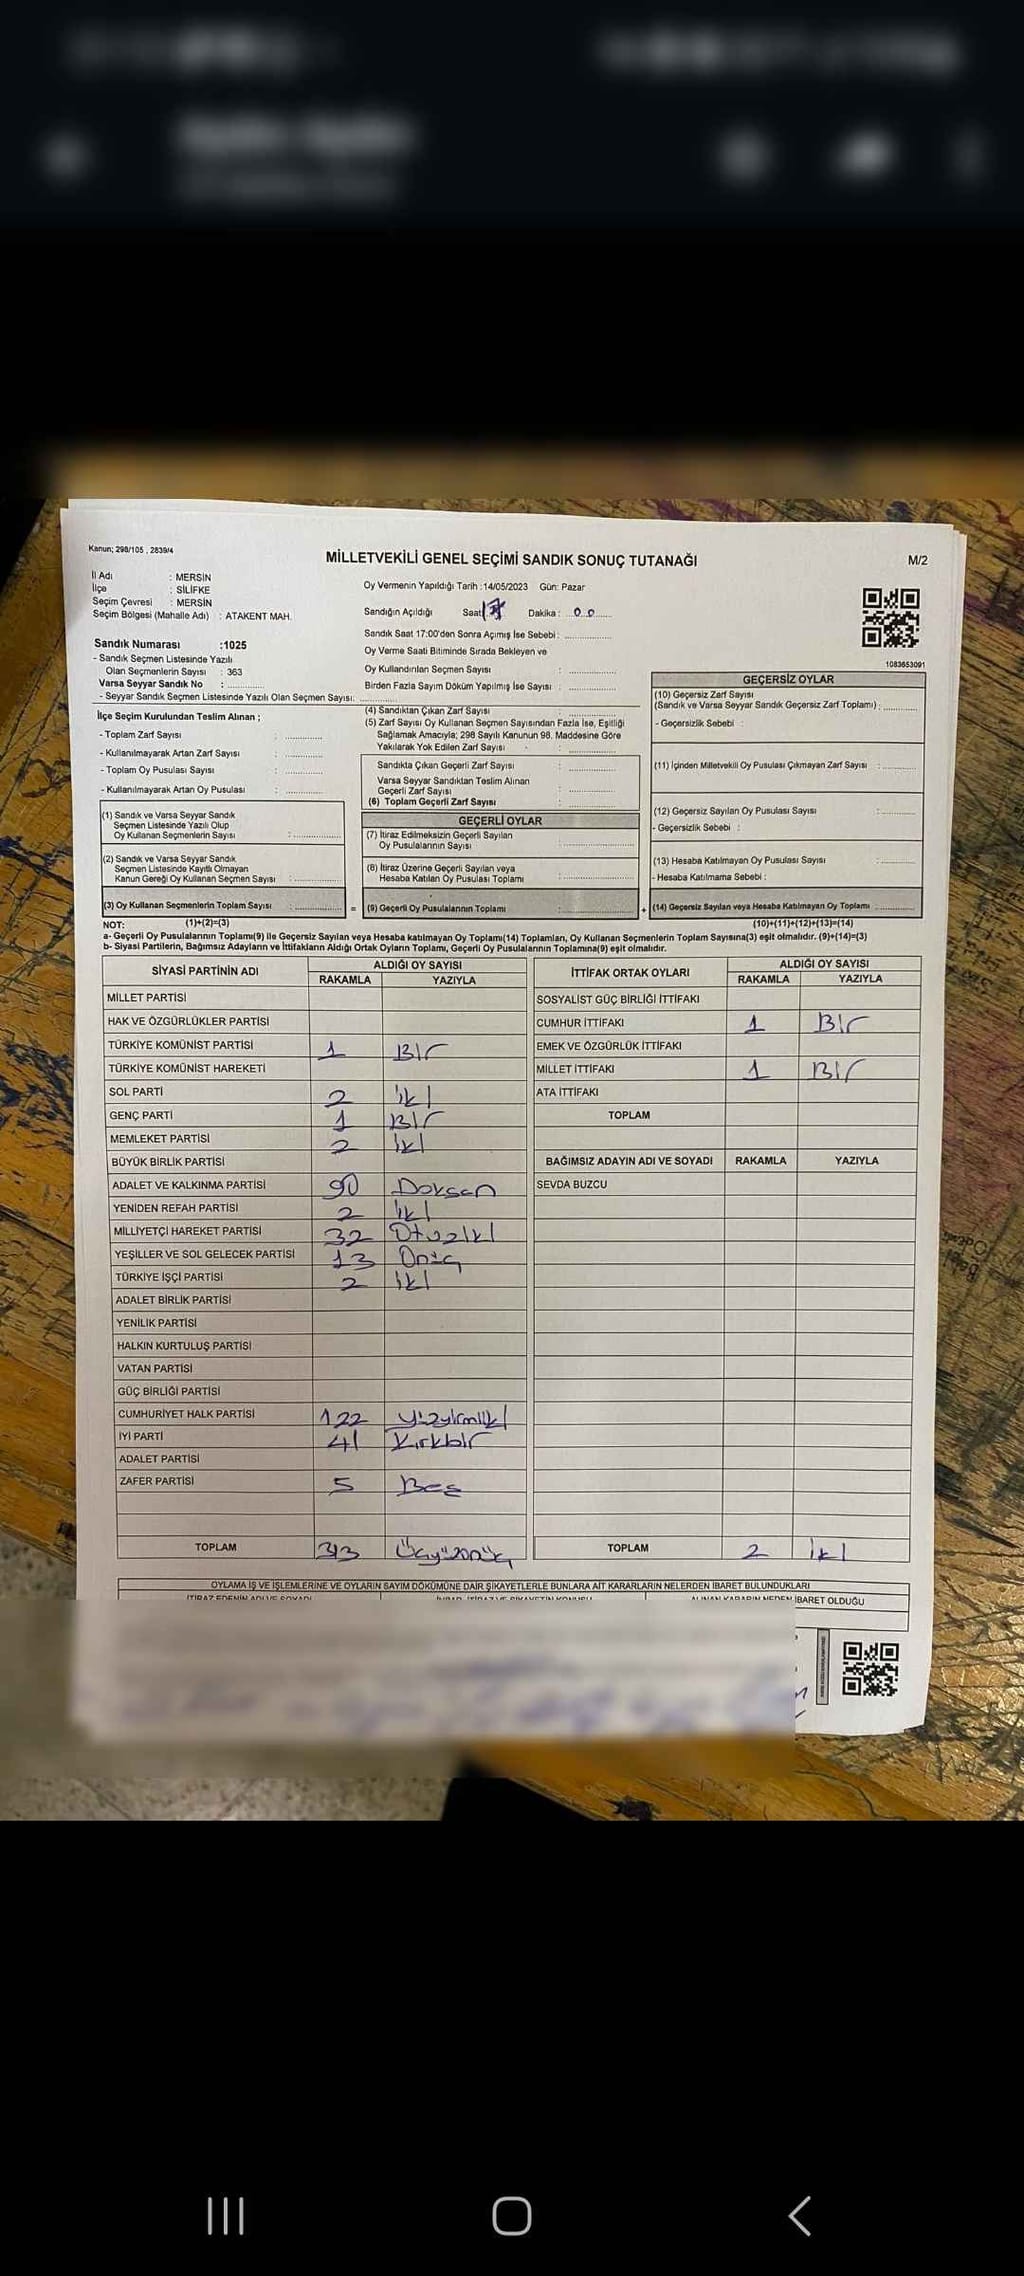 Kanun; 298/105 , 2839/4
MİLLETVEKİLİ GENEL SEÇİMİ SANDIK SONUÇ TUTANAĞI
M/2
İl Adı : MERSİN
İlçe : SİLİFKE
Seçim Çevresi : MERSİN
Seçim Bölgesi (Mahalle Adı) : ATAKENT MAH.
Oy Vermenin Yapıldığı Tarih :14/05/2023 Gün: Pazar
Sandığın Açıldığı Saat Dakika : 00
Sandık Saat 17:00'den Sonra Açımış İse Sebebi : ..............
Oy Verme Saati Bitiminde Sırada Bekleyen ve
Oy Kullandırılan Seçmen Sayısı : ..............
Birden Fazla Sayım Döküm Yapılmış İse Sayısı : ..............
1083653091
Sandık Numarası :1025
- Sandık Seçmen Listesinde Yazılı
Olan Seçmenlerin Sayısı : 363
Varsa Seyyar Sandık No : ..............
- Seyyar Sandık Seçmen Listesinde Yazılı Olan Seçmen Sayısı: ..............
İlçe Seçim Kurulundan Teslim Alınan ;
- Toplam Zarf Sayısı : ..............
- Kullanılmayarak Artan Zarf Sayısı : ..............
- Toplam Oy Pusulası Sayısı : ..............
- Kullanılmayarak Artan Oy Pusulası : ..............
(1) Sandık ve Varsa Seyyar Sandık
Seçmen Listesinde Yazılı Olup
Oy Kullanan Seçmenlerin Sayısı : ..............
(2) Sandık ve Varsa Seyyar Sandık
Seçmen Listesinde Kayıtlı Olmayan
Kanun Gereği Oy Kullanan Seçmen Sayısı : ..............
(3) Oy Kullanan Seçmenlerin Toplam Sayısı : ..............
(4) Sandıktan Çıkan Zarf Sayısı : ..............
(5) Zarf Sayısı Oy Kullanan Seçmen Sayısından Fazla İse, Eşitliği
Sağlamak Amacıyla; 298 Sayılı Kanunun 98. Maddesine Göre
Yakılarak Yok Edilen Zarf Sayısı : ..............
Sandıkta Çıkan Geçerli Zarf Sayısı : ..............
Varsa Seyyar Sandıktan Teslim Alınan
Geçerli Zarf Sayısı : ..............
(6) Toplam Geçerli Zarf Sayısı : ..............
GEÇERLİ OYLAR
(7) İtiraz Edilmeksizin Geçerli Sayılan
Oy Pusulalarının Sayısı : ..............
(8) İtiraz Üzerine Geçerli Sayılan veya
Hesaba Katılan Oy Pusulası Toplamı : ..............
= (9) Geçerli Oy Pusulalarının Toplamı : ..............
GEÇERSİZ OYLAR
(10) Geçersiz Zarf Sayısı
(Sandık ve Varsa Seyyar Sandık Geçersiz Zarf Toplamı) : ..............
- Geçersizlik Sebebi :
(11) İçinden Milletvekil Oy Pusulası Çıkmayan Zarf Sayısı : ..............
(12) Geçersiz Sayılan Oy Pusulası Sayısı : ..............
- Geçersizlik Sebebi :
(13) Hesaba Katılmayan Oy Pusulası Sayısı : ..............
- Hesaba Katılmama Sebebi :
+ (14) Geçersiz Sayılan veya Hesaba Katılmayan Oy Toplamı ..............
NOT: (1)+(2)=(3) (10)+(11)+(12)+(13)=(14)
a- Geçerli Oy Pusulalarının Toplamı(9) ile Geçersiz Sayılan veya Hesaba katılmayan Oy Toplamı(14) Toplamları, Oy Kullanan Seçmenlerin Toplam Sayısına(3) eşit olmalıdır. (9)+(14)=(3)
b- Siyasi Partilerin, Bağımsız Adayların ve İttifakların Aldığı Ortak Oyların Toplamı, Geçerli Oy Pusulalarının Toplamına(9) eşit olmalıdır.
SİYASİ PARTİNİN ADI ALDIĞI OY SAYISI
RAKAMLA YAZIYLA
MİLLET PARTİSİ
HAK VE ÖZGÜRLÜKLER PARTİSİ
TÜRKİYE KOMÜNİST PARTİSİ 1 Bir
TÜRKİYE KOMÜNİST HAREKETİ
SOL PARTİ 2 iki
GENÇ PARTİ 1 Bir
MEMLEKET PARTİSİ 2 iki
BÜYÜK BİRLİK PARTİSİ
ADALET VE KALKINMA PARTİSİ 90 Doksan
YENİDEN REFAH PARTİSİ 2 iki
MİLLİYETÇİ HAREKET PARTİSİ 32 Otuziki
YEŞİLLER VE SOL GELECEK PARTİSİ 13 Onüç
TÜRKİYE İŞÇİ PARTİSİ 2 iki
ADALET BİRLİK PARTİSİ
YENİLİK PARTİSİ
HALKIN KURTULUŞ PARTİSİ
VATAN PARTİSİ
GÜÇ BİRLİĞİ PARTİSİ
CUMHURİYET HALK PARTİSİ 122 yüzyirmiiki
İYİ PARTİ 41 Kırkbir
ADALET PARTİSİ
ZAFER PARTİSİ 5 Beş
TOPLAM 313 Üçyüzonüç
İTTİFAK ORTAK OYLARI ALDIĞI OY SAYISI
RAKAMLA YAZIYLA
SOSYALİST GÜÇ BİRLİĞİ İTTİFAKI
CUMHUR İTTİFAKI 1 Bir
EMEK VE ÖZGÜRLÜK İTTİFAKI
MİLLET İTTİFAKI 1 Bir
ATA İTTİFAKI
TOPLAM
BAĞIMSIZ ADAYIN ADI VE SOYADI RAKAMLA YAZIYLA
SEVDA BUZCU
TOPLAM 2 iki
OYLAMA İŞ VE İŞLEMLERİNE VE OYLARIN SAYIM DÖKÜMÜNE DAİR ŞİKAYETLERLE BUNLARA AİT KARARLARIN NELERDEN İBARET BULUNDUKLARI
İTİRAZ EDENİN ADI VE SOYADI ALINAN KARARIN NEDEN İBARET OLDUĞU